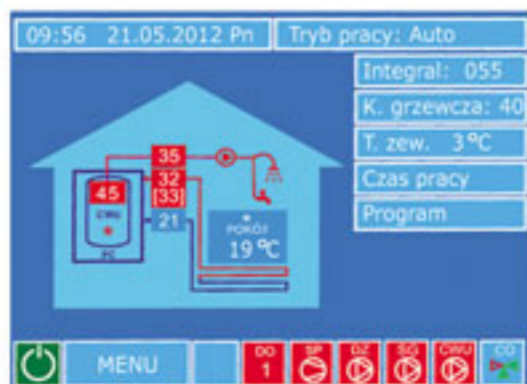 09:56 21.05.2012 Pn
Tryb pracy: Auto
Integral: 055
K. grzewcza: 40
T. zew. 3°C
Czas pracy
Program
35
32
[33]
21
45
CWU
PC
POKÓJ
19°C
MENU
DO
1
SP
DZ
SG
CWU
CO